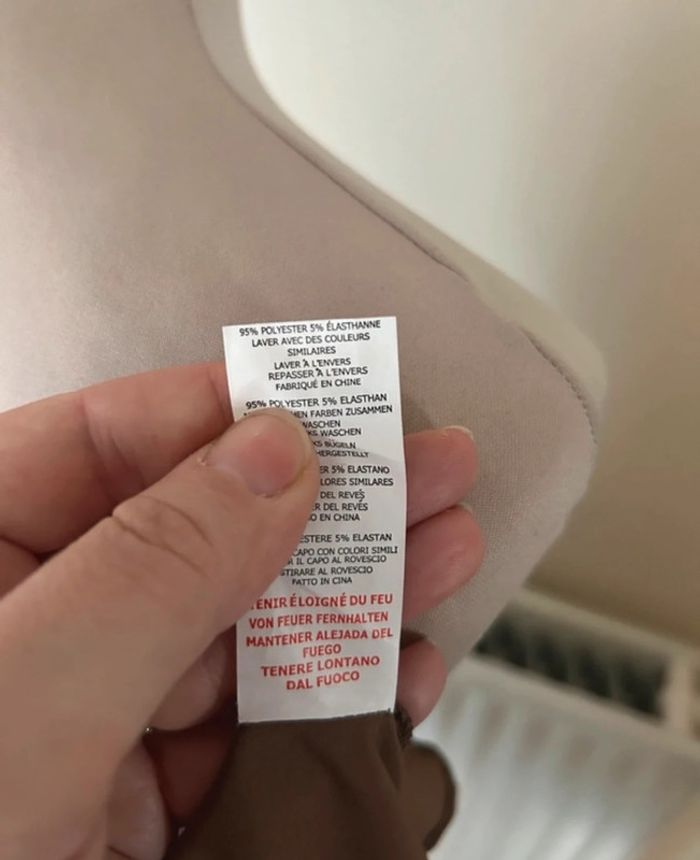 95% POLYESTER 5% ÉLASTHANNE
LAVER AVEC DES COULEURS
SIMILAIRES
LAVER À L'ENVERS
REPASSER À L'ENVERS
FABRIQUÉ EN CHINE
95% POLYESTER 5% ELASTHAN
FARBEN ZUSAMMEN
WASCHEN
WASCHEN
BÜGELN
HERGESTELLY
5% ELASTANO
SIMILARES
DEL REVÉS
DEL REVÉS
EN CHINA
5% ELASTAN
CAPO CON COLORI SIMILI
IL CAPO AL ROVESCIO
STIRARE AL ROVESCIO
FATTO IN CINA
ÉLOIGNÉ DU FEU
VON FEUER FERNHALTEN
MANTENER ALEJADA DEL
FUEGO
TENERE LONTANO
DAL FUOCO